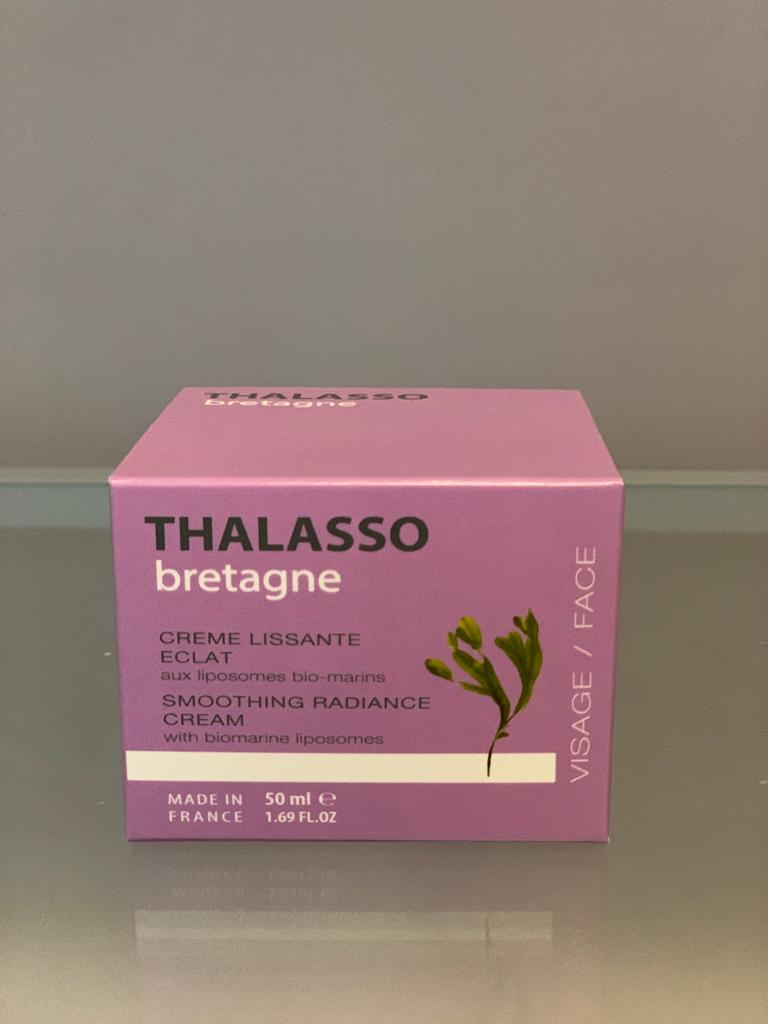 THALASSO
bretagne
THALASSO
bretagne
CREME LISSANTE
ECLAT
aux liposomes bio-marins
SMOOTHING RADIANCE
CREAM
with biomarine liposomes
MADE IN
FRANCE
50 ml ℮
1.69 FL.OZ
VISAGE / FACE